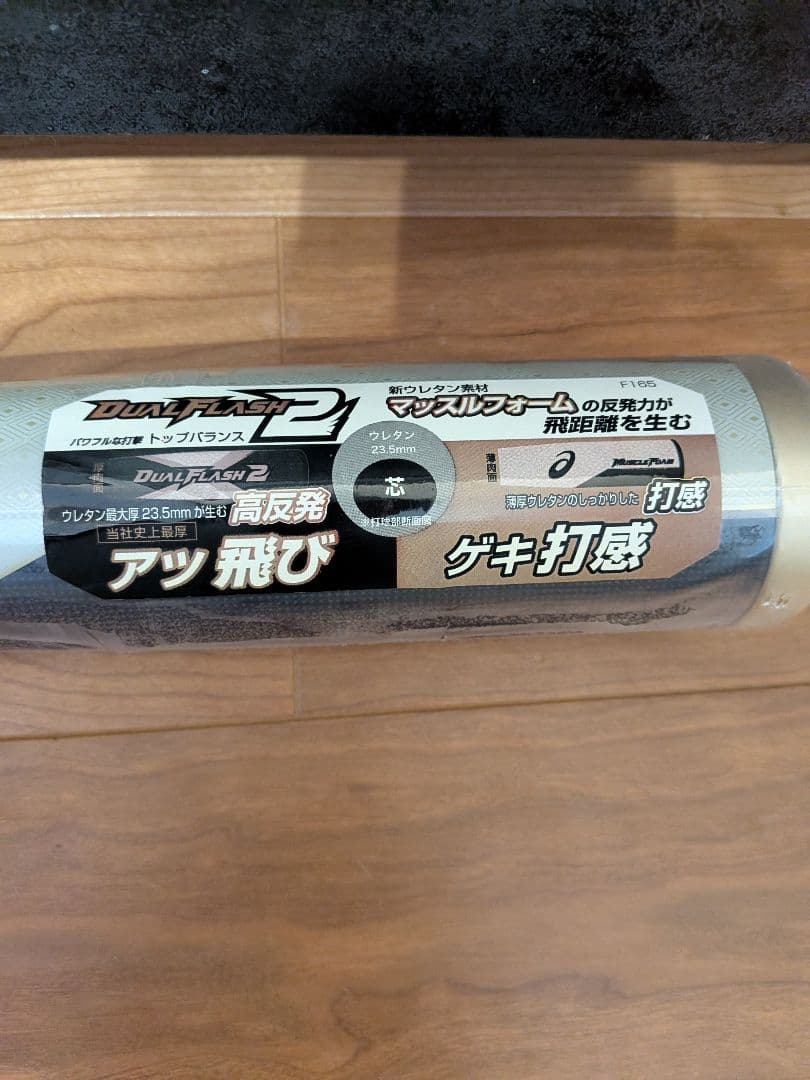 DUAL FLASH 2
パワフルな打撃 トップバランス
新ウレタン素材
F165
マッスルフォームの反発力が
飛距離を生む
ウレタン
23.5mm
芯
※打球部断面図
厚肉面
DUAL FLASH 2
ウレタン最大厚23.5mmが生む 高反発
当社史上最厚
アツ飛び
薄肉面
MUSCLE FOAM
薄厚ウレタンのしっかりした 打感
ゲキ打感